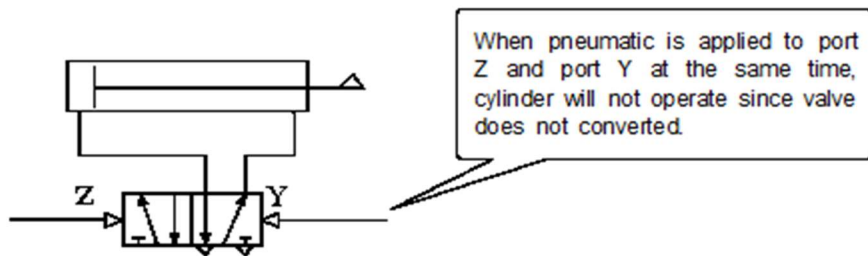 When pneumatic is applied to port
Z and port Y at the same time,
cylinder will not operate since valve
does not converted.
Z
Y